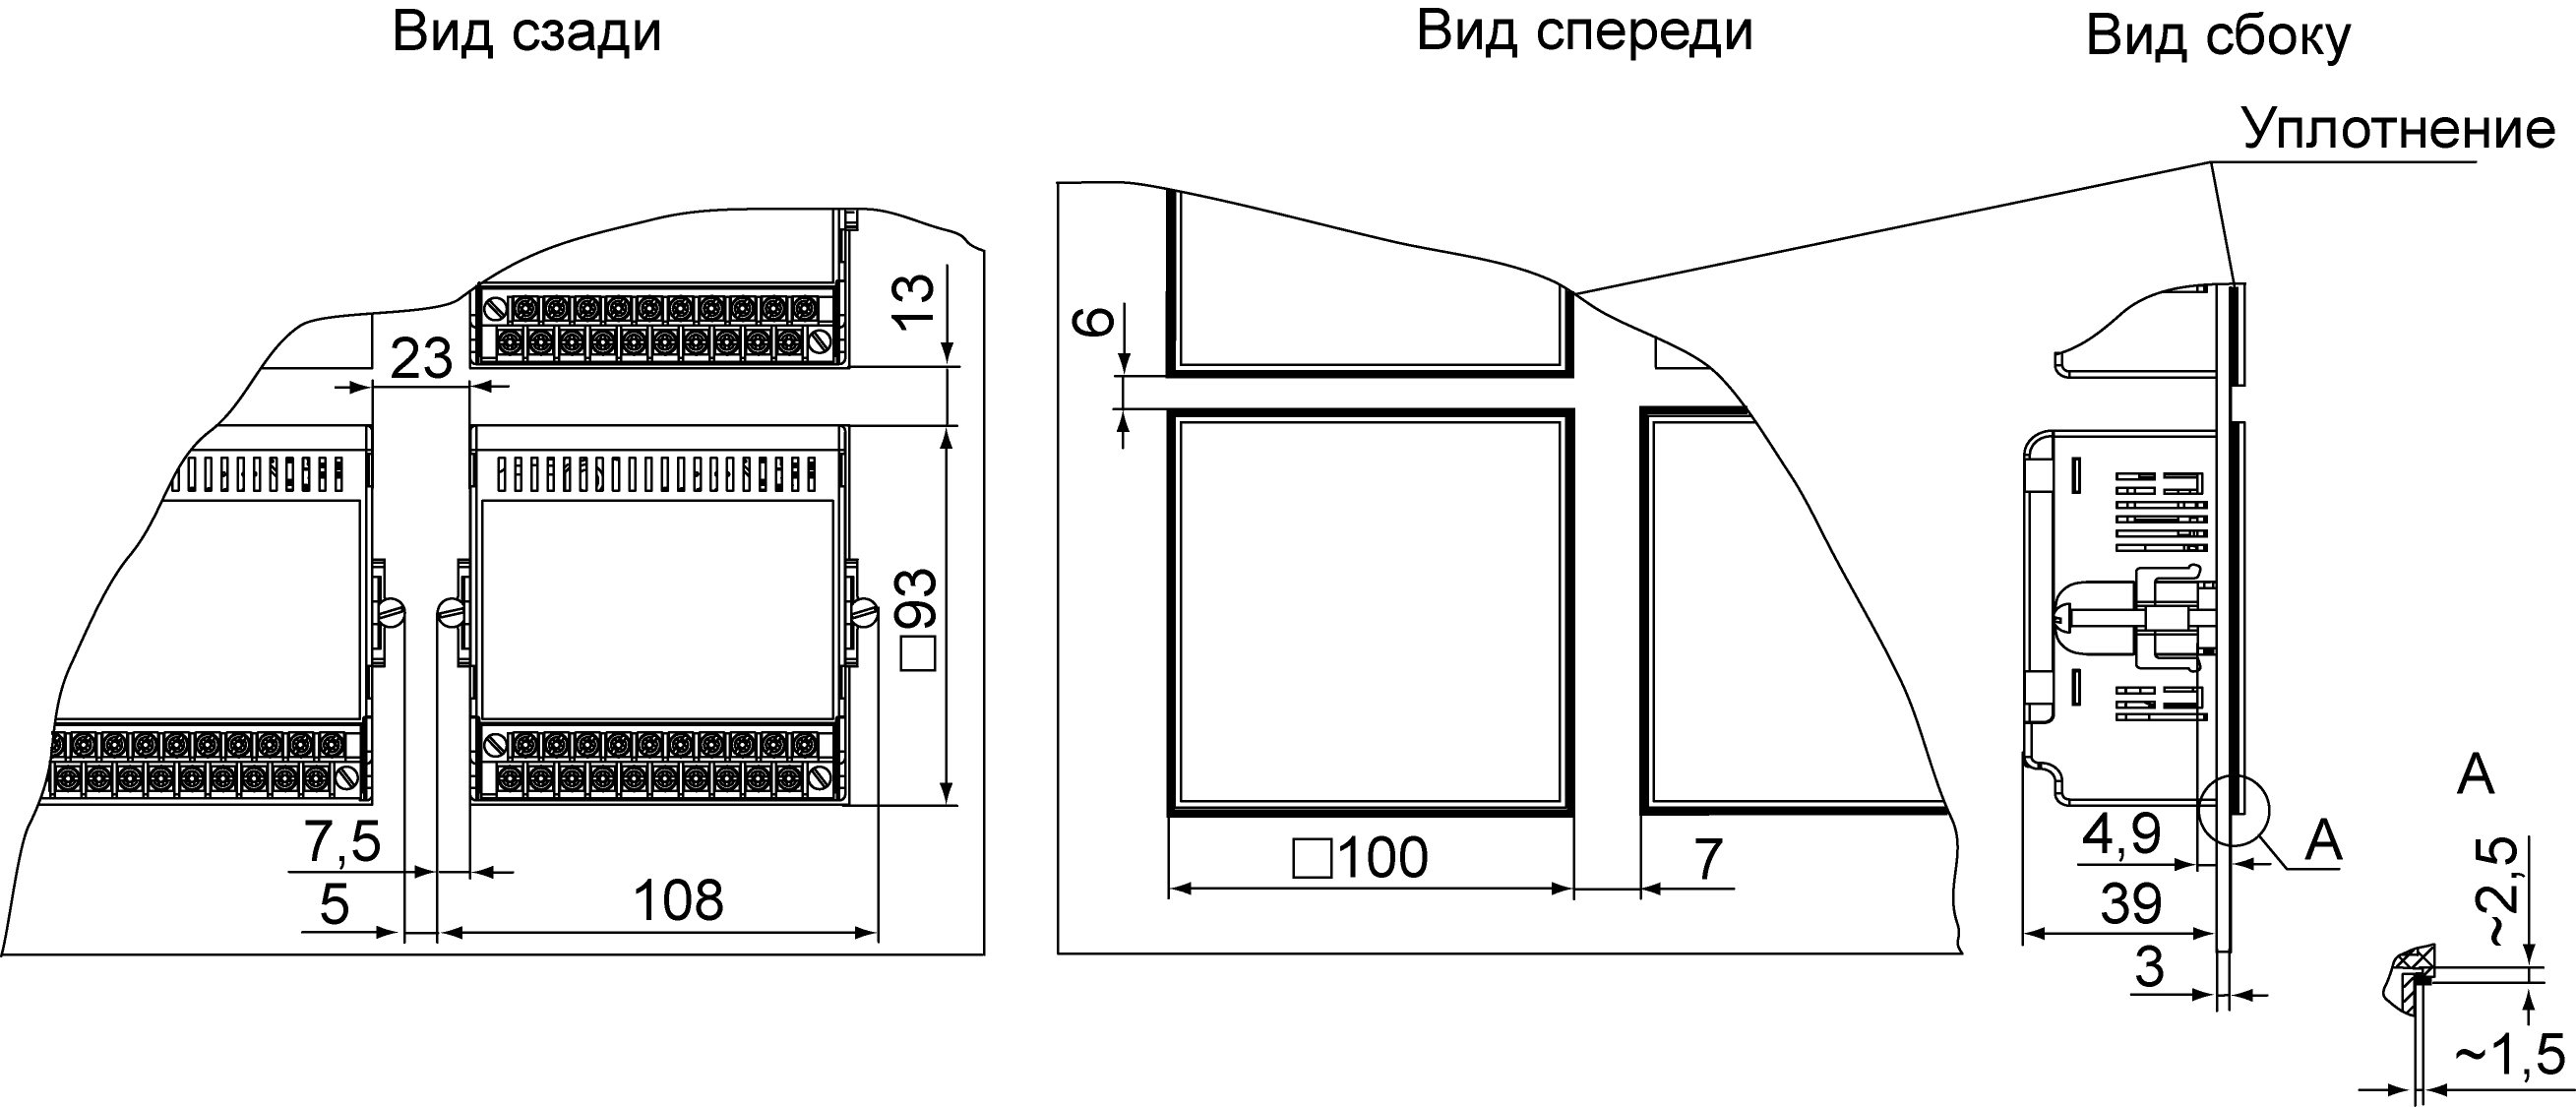 Вид сзади
Вид спереди
Вид сбоку
Уплотнение
13
23
6
□93
7,5
5
108
□100
7
4,9
А
39
3
А
~2,5
~1,5